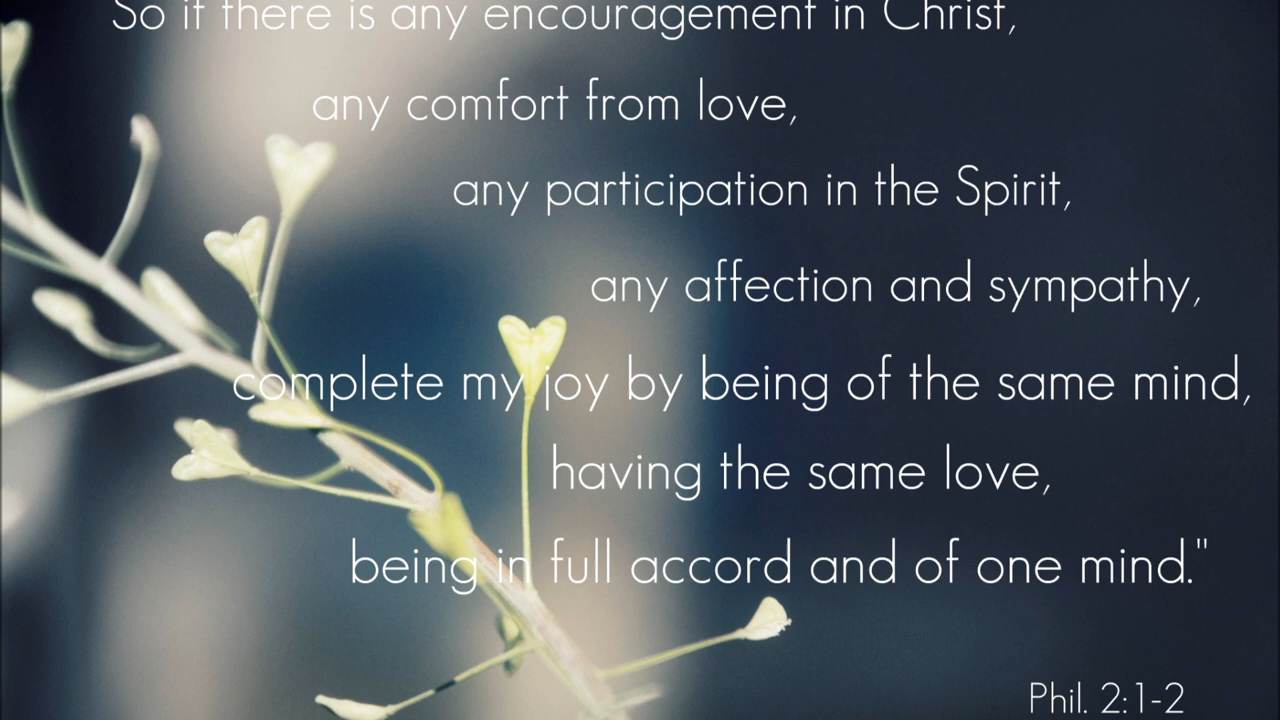 So if there is any encouragement in Christ,
any comfort from love,
any participation in the Spirit,
any affection and sympathy,
complete my joy by being of the same mind,
having the same love,
being in full accord and of one mind."
Phil. 2:1-2